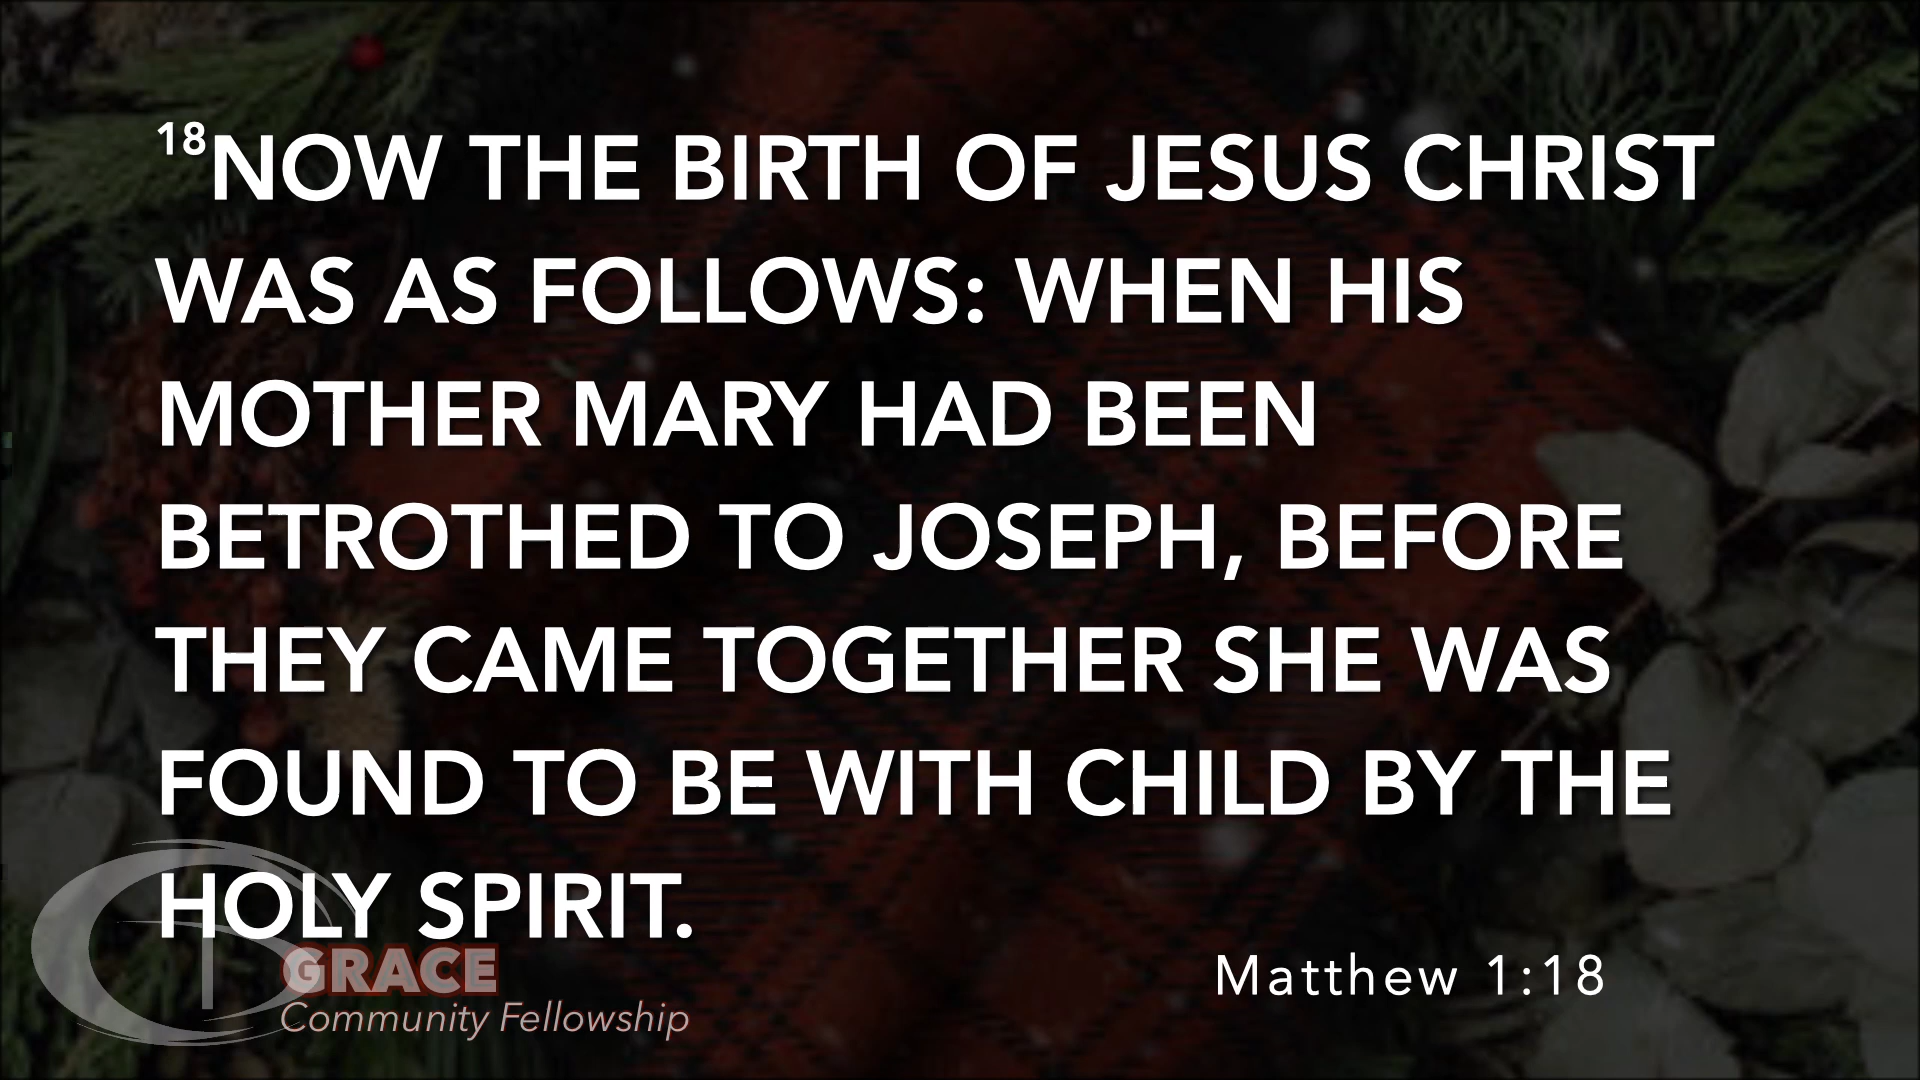 18NOW THE BIRTH OF JESUS CHRIST
WAS AS FOLLOWS: WHEN HIS
MOTHER MARY HAD BEEN
BETROTHED TO JOSEPH, BEFORE
THEY CAME TOGETHER SHE WAS
FOUND TO BE WITH CHILD BY THE
HOLY SPIRIT.
Matthew 1:18
GRACE
Community Fellowship